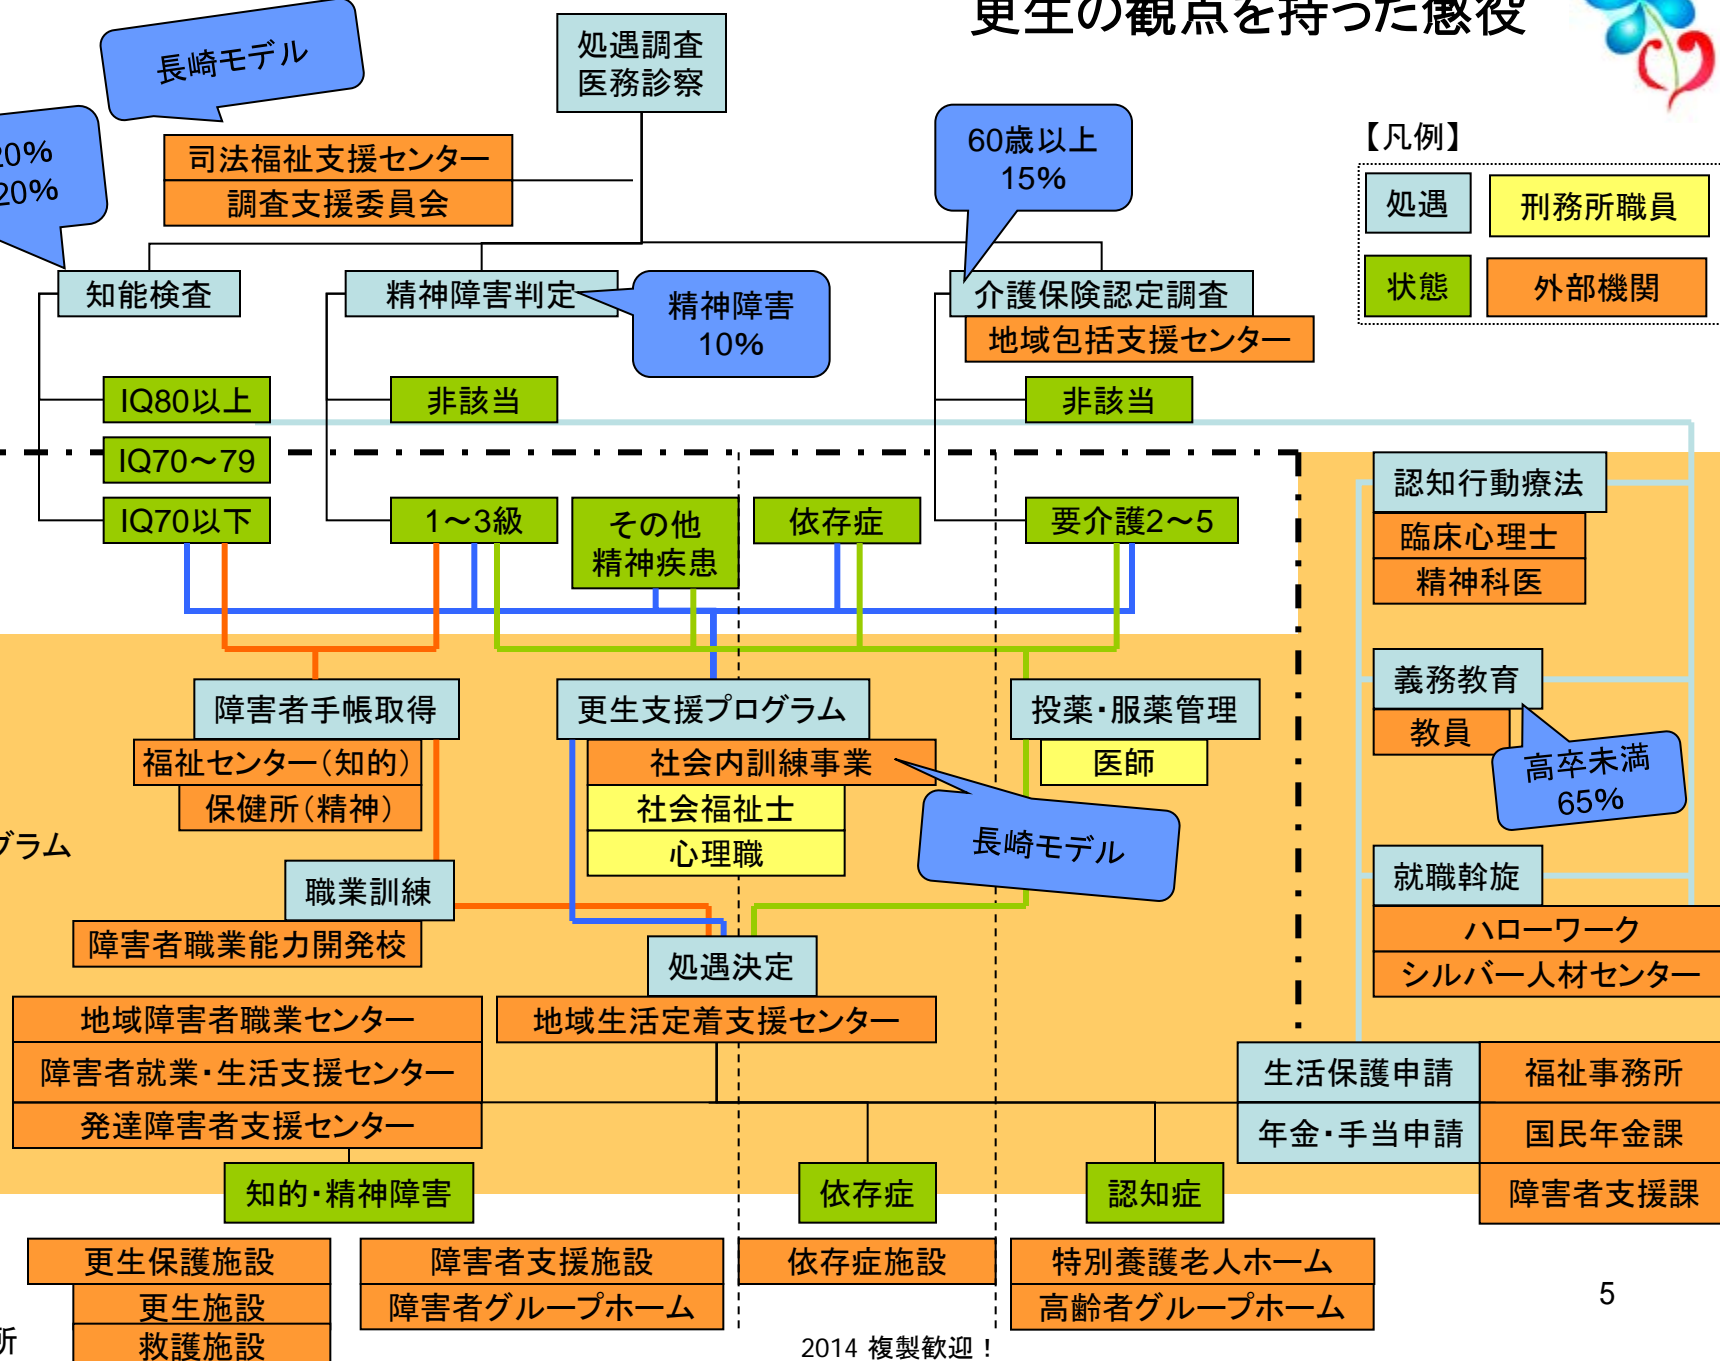 更生の観点を持った懲役
長崎モデル
処遇調査
医務診察
20%
20%
司法福祉支援センター
調査支援委員会
60歳以上
15%
【凡例】
処遇
刑務所職員
状態
外部機関
知能検査
精神障害判定
精神障害
10%
介護保険認定調査
地域包括支援センター
IQ80以上
非該当
非該当
IQ70～79
IQ70以下
1～3級
その他
精神疾患
依存症
要介護2～5
認知行動療法
臨床心理士
精神科医
障害者手帳取得
福祉センター（知的）
保健所（精神）
更生支援プログラム
社会内訓練事業
社会福祉士
心理職
投薬・服薬管理
医師
義務教育
教員
高卒未満
65%
グラム
長崎モデル
職業訓練
障害者職業能力開発校
就職斡旋
ハローワーク
シルバー人材センター
処遇決定
地域生活定着支援センター
地域障害者職業センター
障害者就業・生活支援センター
発達障害者支援センター
生活保護申請
福祉事務所
年金・手当申請
国民年金課
障害者支援課
知的・精神障害
依存症
認知症
更生保護施設
更生施設
救護施設
障害者支援施設
障害者グループホーム
依存症施設
特別養護老人ホーム
高齢者グループホーム
5
所
2014 複製歓迎！